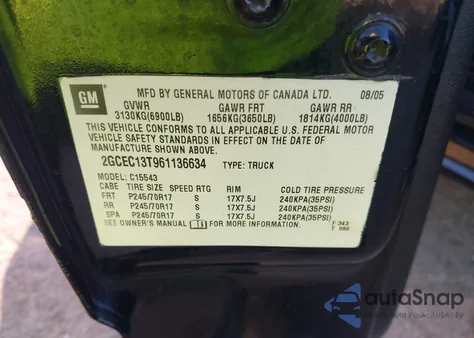 GM
MFD BY GENERAL MOTORS OF CANADA LTD. 08/05
GVWR GAWR FRT GAWR RR
3130KG(6900LB) 1656KG(3650LB) 1814KG(4000LB)
THIS VEHICLE CONFORMS TO ALL APPLICABLE U.S. FEDERAL MOTOR
VEHICLE SAFETY STANDARDS IN EFFECT ON THE DATE OF
MANUFACTURE SHOWN ABOVE.
2GCEC13T961136634 TYPE: TRUCK
MODEL: C15543
CABE TIRE SIZE SPEED RTG RIM COLD TIRE PRESSURE
FRT P245/70R17 S 17X7.5J 240KPA(35PSI)
RR P245/70R17 S 17X7.5J 240KPA(35PSI)
SPA P245/70R17 S 17X7.5J 240KPA(35PSI)
SEE OWNER'S MANUAL FOR MORE INFORMATION.
F 343
T 980
autoSnap